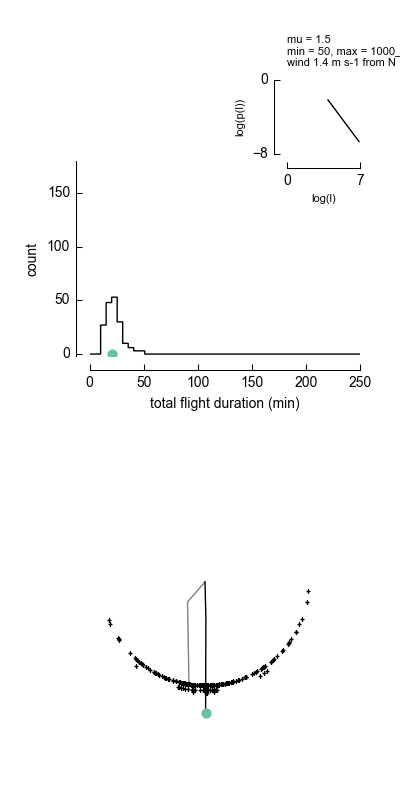 mu = 1.5
min = 50, max = 1000_
wind 1.4 m s-1 from N
0
log(p(l))
−8
0 7
log(l)
150
100
count
50
0
0 50 100 150 200 250
total flight duration (min)